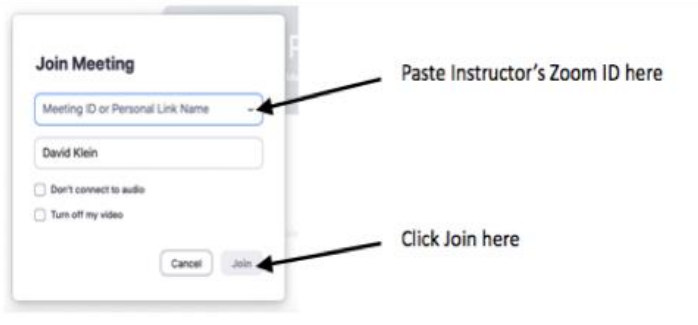 Join Meeting
Paste Instructor's Zoom ID here
Meeting ID or Personal Link Name
David Klein
Don't connect to audio
Turn off my video
Click Join here
Cancel Join